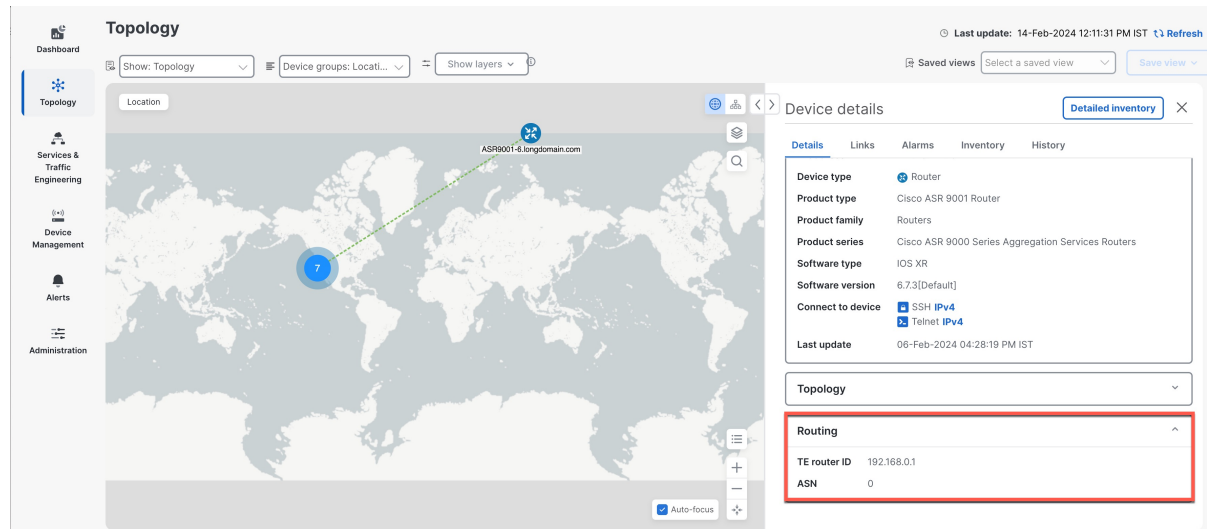 Topology
Last update: 14-Feb-2024 12:11:31 PM IST Refresh
Dashboard
Topology
Services &
Traffic
Engineering
Device
Management
Alerts
Administration
Show: Topology
Device groups: Locati...
Show layers
Saved views
Select a saved view
Save view
Location
ASR9001-6.longdomain.com
7
Auto-focus
Device details
Detailed inventory
Details Links Alarms Inventory History
Device type Router
Product type Cisco ASR 9001 Router
Product family Routers
Product series Cisco ASR 9000 Series Aggregation Services Routers
Software type IOS XR
Software version 6.7.3[Default]
Connect to device SSH IPv4
Telnet IPv4
Last update 06-Feb-2024 04:28:19 PM IST
Topology
Routing
TE router ID 192.168.0.1
ASN 0